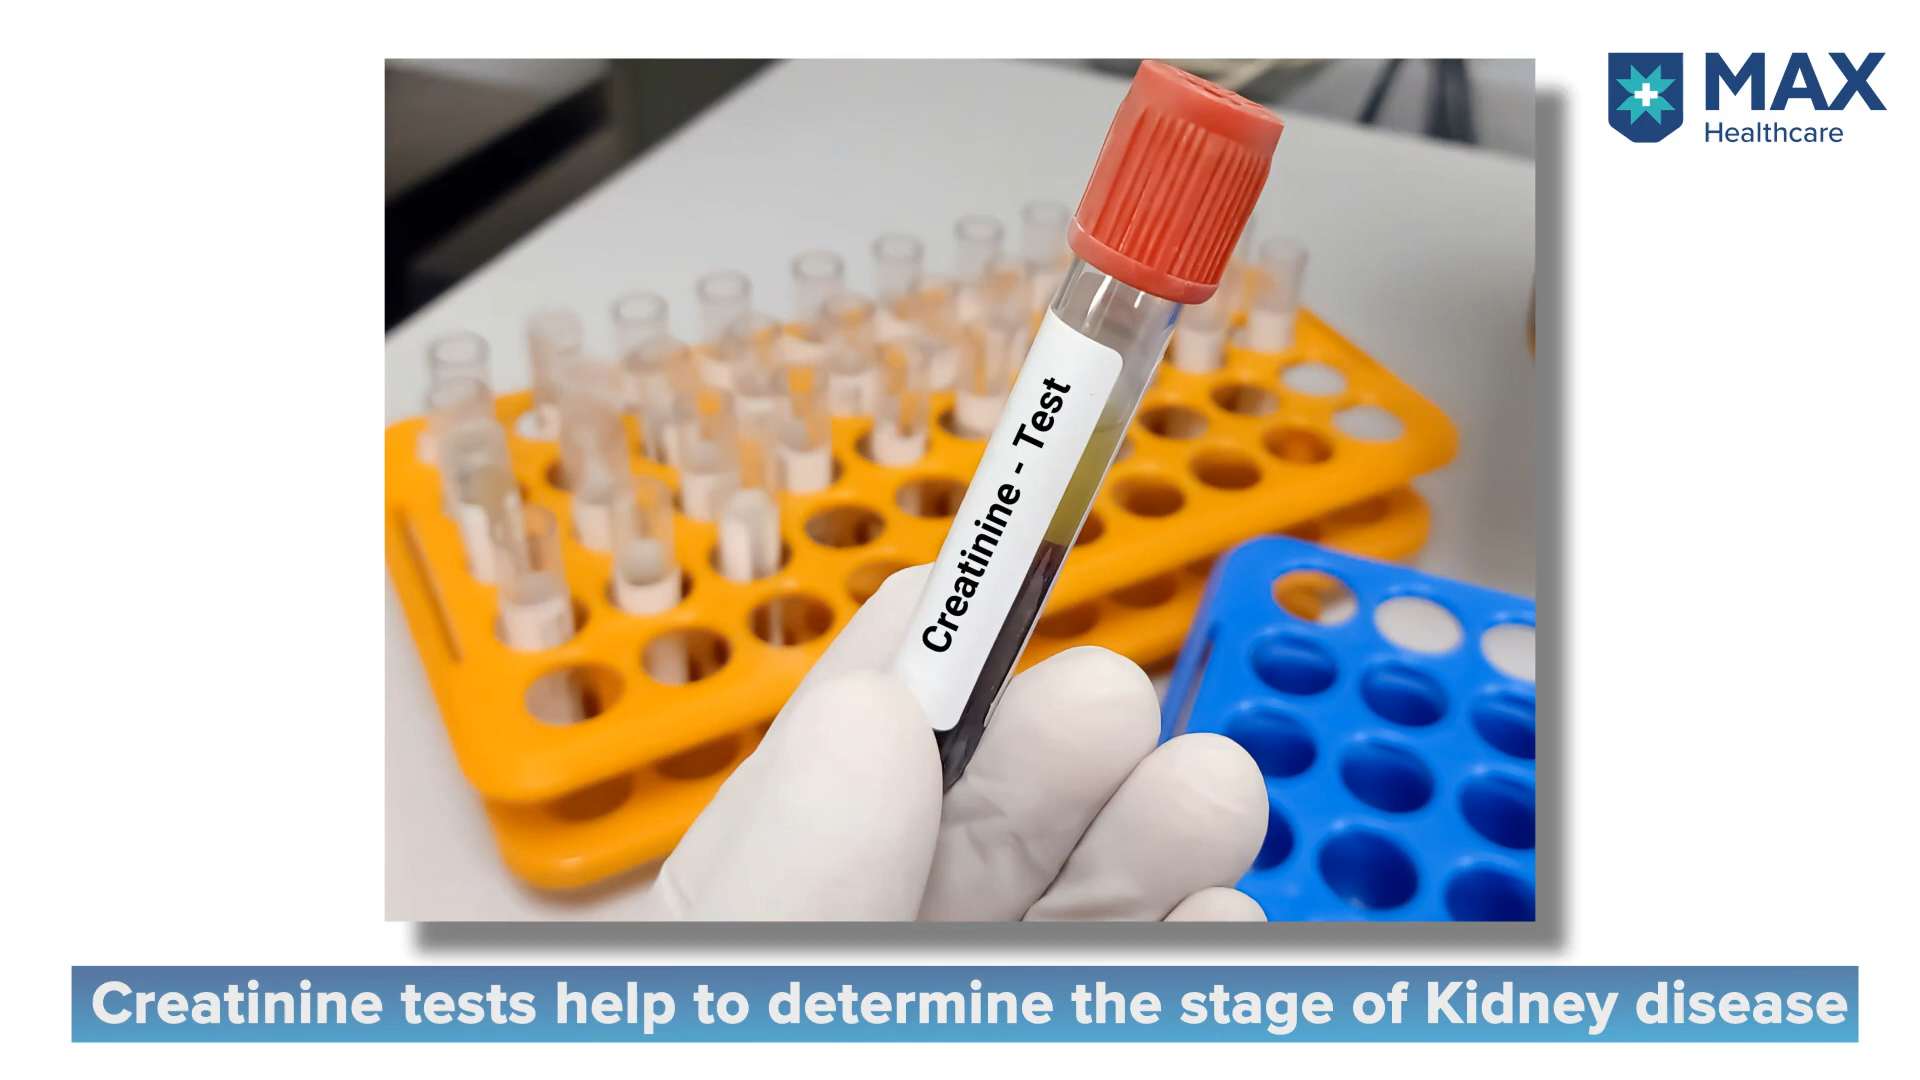 MAX
Healthcare
Creatinine - Test
Creatinine tests help to determine the stage of Kidney disease